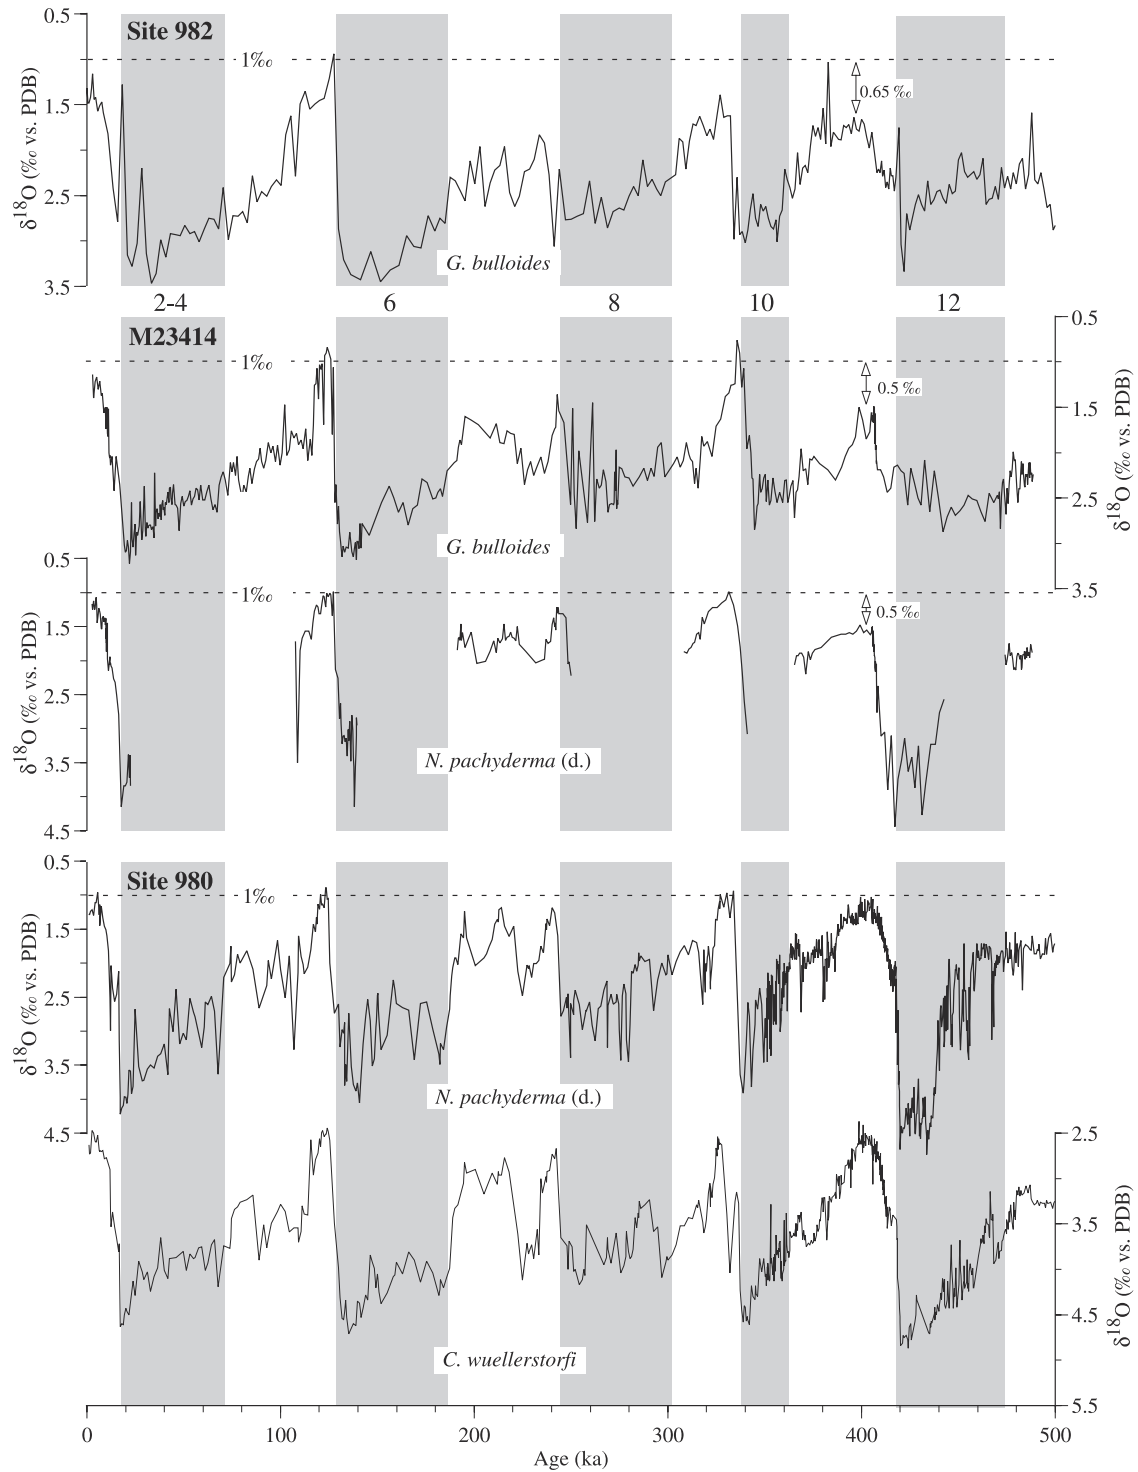 Site 982
0.5
1.5
2.5
3.5
δ18O (‰ vs. PDB)
1‰
0.65 ‰
G. bulloides
2-4
6
8
10
12
M23414
0.5
1.5
2.5
3.5
δ18O (‰ vs. PDB)
1‰
0.5 ‰
G. bulloides
0.5
1.5
2.5
3.5
4.5
δ18O (‰ vs. PDB)
1‰
0.5 ‰
N. pachyderma (d.)
Site 980
0.5
1.5
2.5
3.5
4.5
δ18O (‰ vs. PDB)
1‰
N. pachyderma (d.)
2.5
3.5
4.5
5.5
δ18O (‰ vs. PDB)
C. wuellerstorfi
0
100
200
300
400
500
Age (ka)